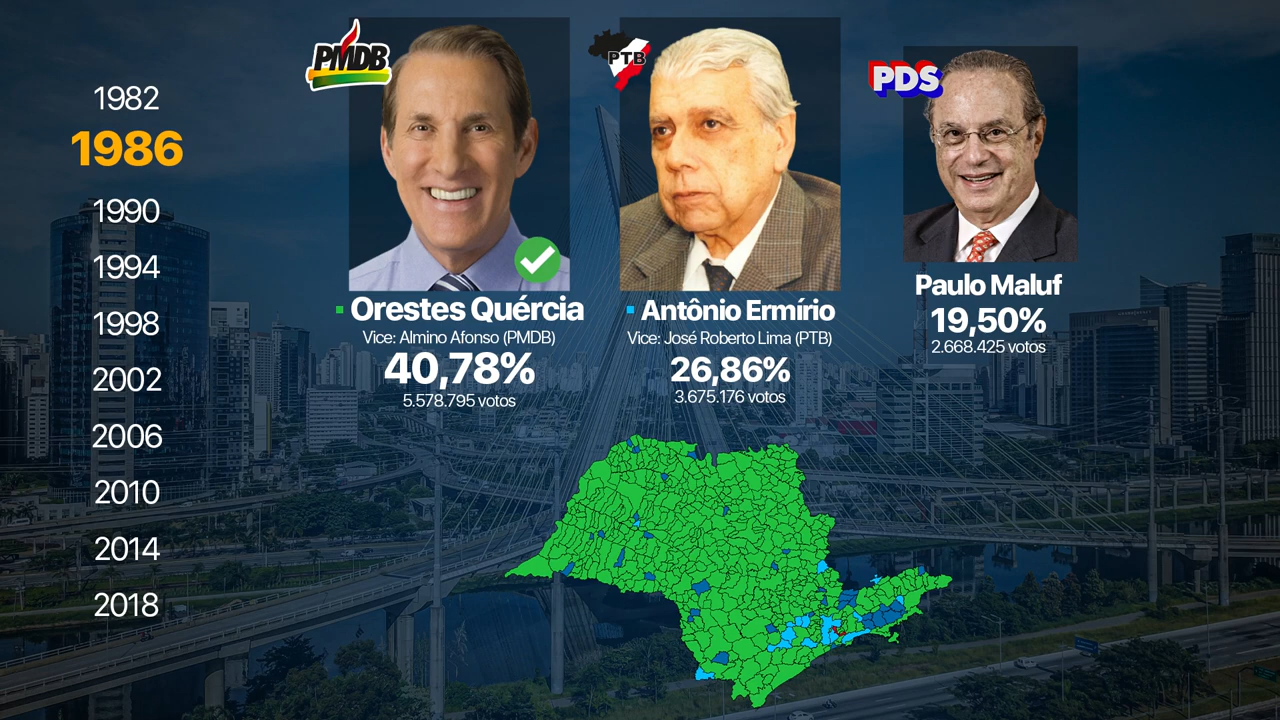 1982
1986
1990
1994
1998
2002
2006
2010
2014
2018
PMDB
Orestes Quércia
Vice: Almino Afonso (PMDB)
40,78%
5.578.795 votos
PTB
Antônio Ermírio
Vice: José Roberto Lima (PTB)
26,86%
3.675.176 votos
PDS
Paulo Maluf
19,50%
2.668.425 votos